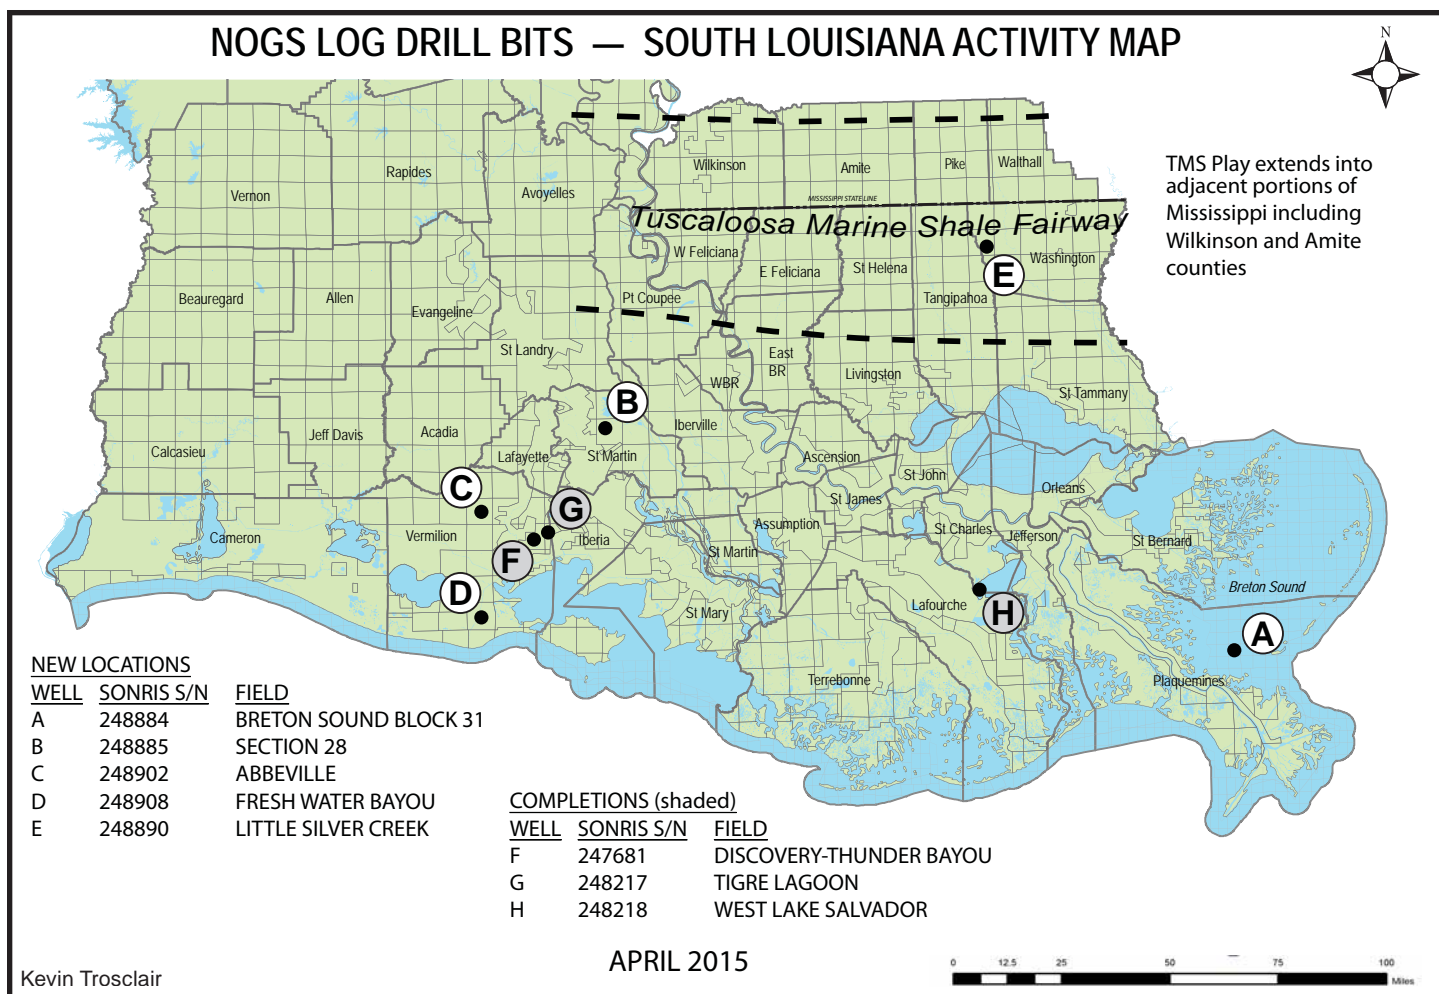 NOGS LOG DRILL BITS — SOUTH LOUISIANA ACTIVITY MAP
N
TMS Play extends into
adjacent portions of
Mississippi including
Wilkinson and Amite
counties
Wilkinson
Amite
Pike
Walthall
Rapides
Avoyelles
Vernon
MISSISSIPPI STATE LINE
Tuscaloosa Marine Shale Fairway
W Feliciana
E Feliciana
St Helena
Washington
E
Tangipahoa
Beauregard
Allen
Evangeline
Pt Coupee
St Landry
East
BR
WBR
Livingston
St Tammany
B
Iberville
Acadia
Jeff Davis
Calcasieu
Lafayette
St Martin
Ascension
St John
Orleans
St James
C
G
Assumption
St Charles
Jefferson
St Bernard
Vermilion
Cameron
Iberia
F
St Martin
Breton Sound
D
St Mary
Lafourche
H
A
Terrebonne
Plaquemines
NEW LOCATIONS
WELL SONRIS S/N FIELD
A 248884 BRETON SOUND BLOCK 31
B 248885 SECTION 28
C 248902 ABBEVILLE
D 248908 FRESH WATER BAYOU
E 248890 LITTLE SILVER CREEK
COMPLETIONS (shaded)
WELL SONRIS S/N FIELD
F 247681 DISCOVERY-THUNDER BAYOU
G 248217 TIGRE LAGOON
H 248218 WEST LAKE SALVADOR
APRIL 2015
Kevin Trosclair
0 12.5 25 50 75 100
Miles